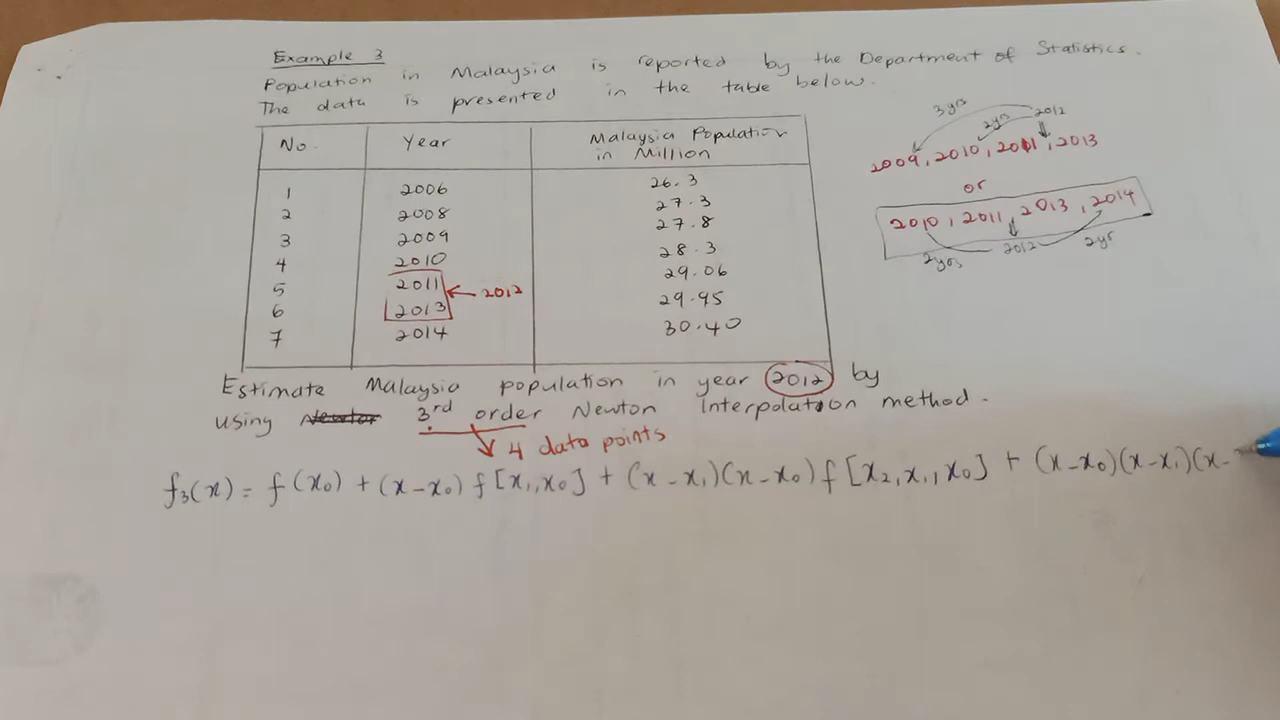 Example 3
Population in Malaysia is reported by the Department of Statistics.
The data is presented in the table below.
No. Year Malaysia Population in Million
1 2006 26.3
2 2008 27.3
3 2009 27.8
4 2010 28.3
5 2011 29.06
6 2013 29.95
7 2014 30.40
← 2012
3 yrs 2yrs 2012
2009, 2010, 2011, 2013
or
2010, 2011, 2013, 2014
2yrs 2012 2yr
Estimate Malaysia population in year 2012 by
using Newton 3rd order Newton Interpolation method.
4 data points
f₃(x) = f(x₀) + (x-x₀) f[x₁,x₀] + (x-x₁)(x-x₀) f[x₂,x₁,x₀] + (x-x₀)(x-x₁)(x-